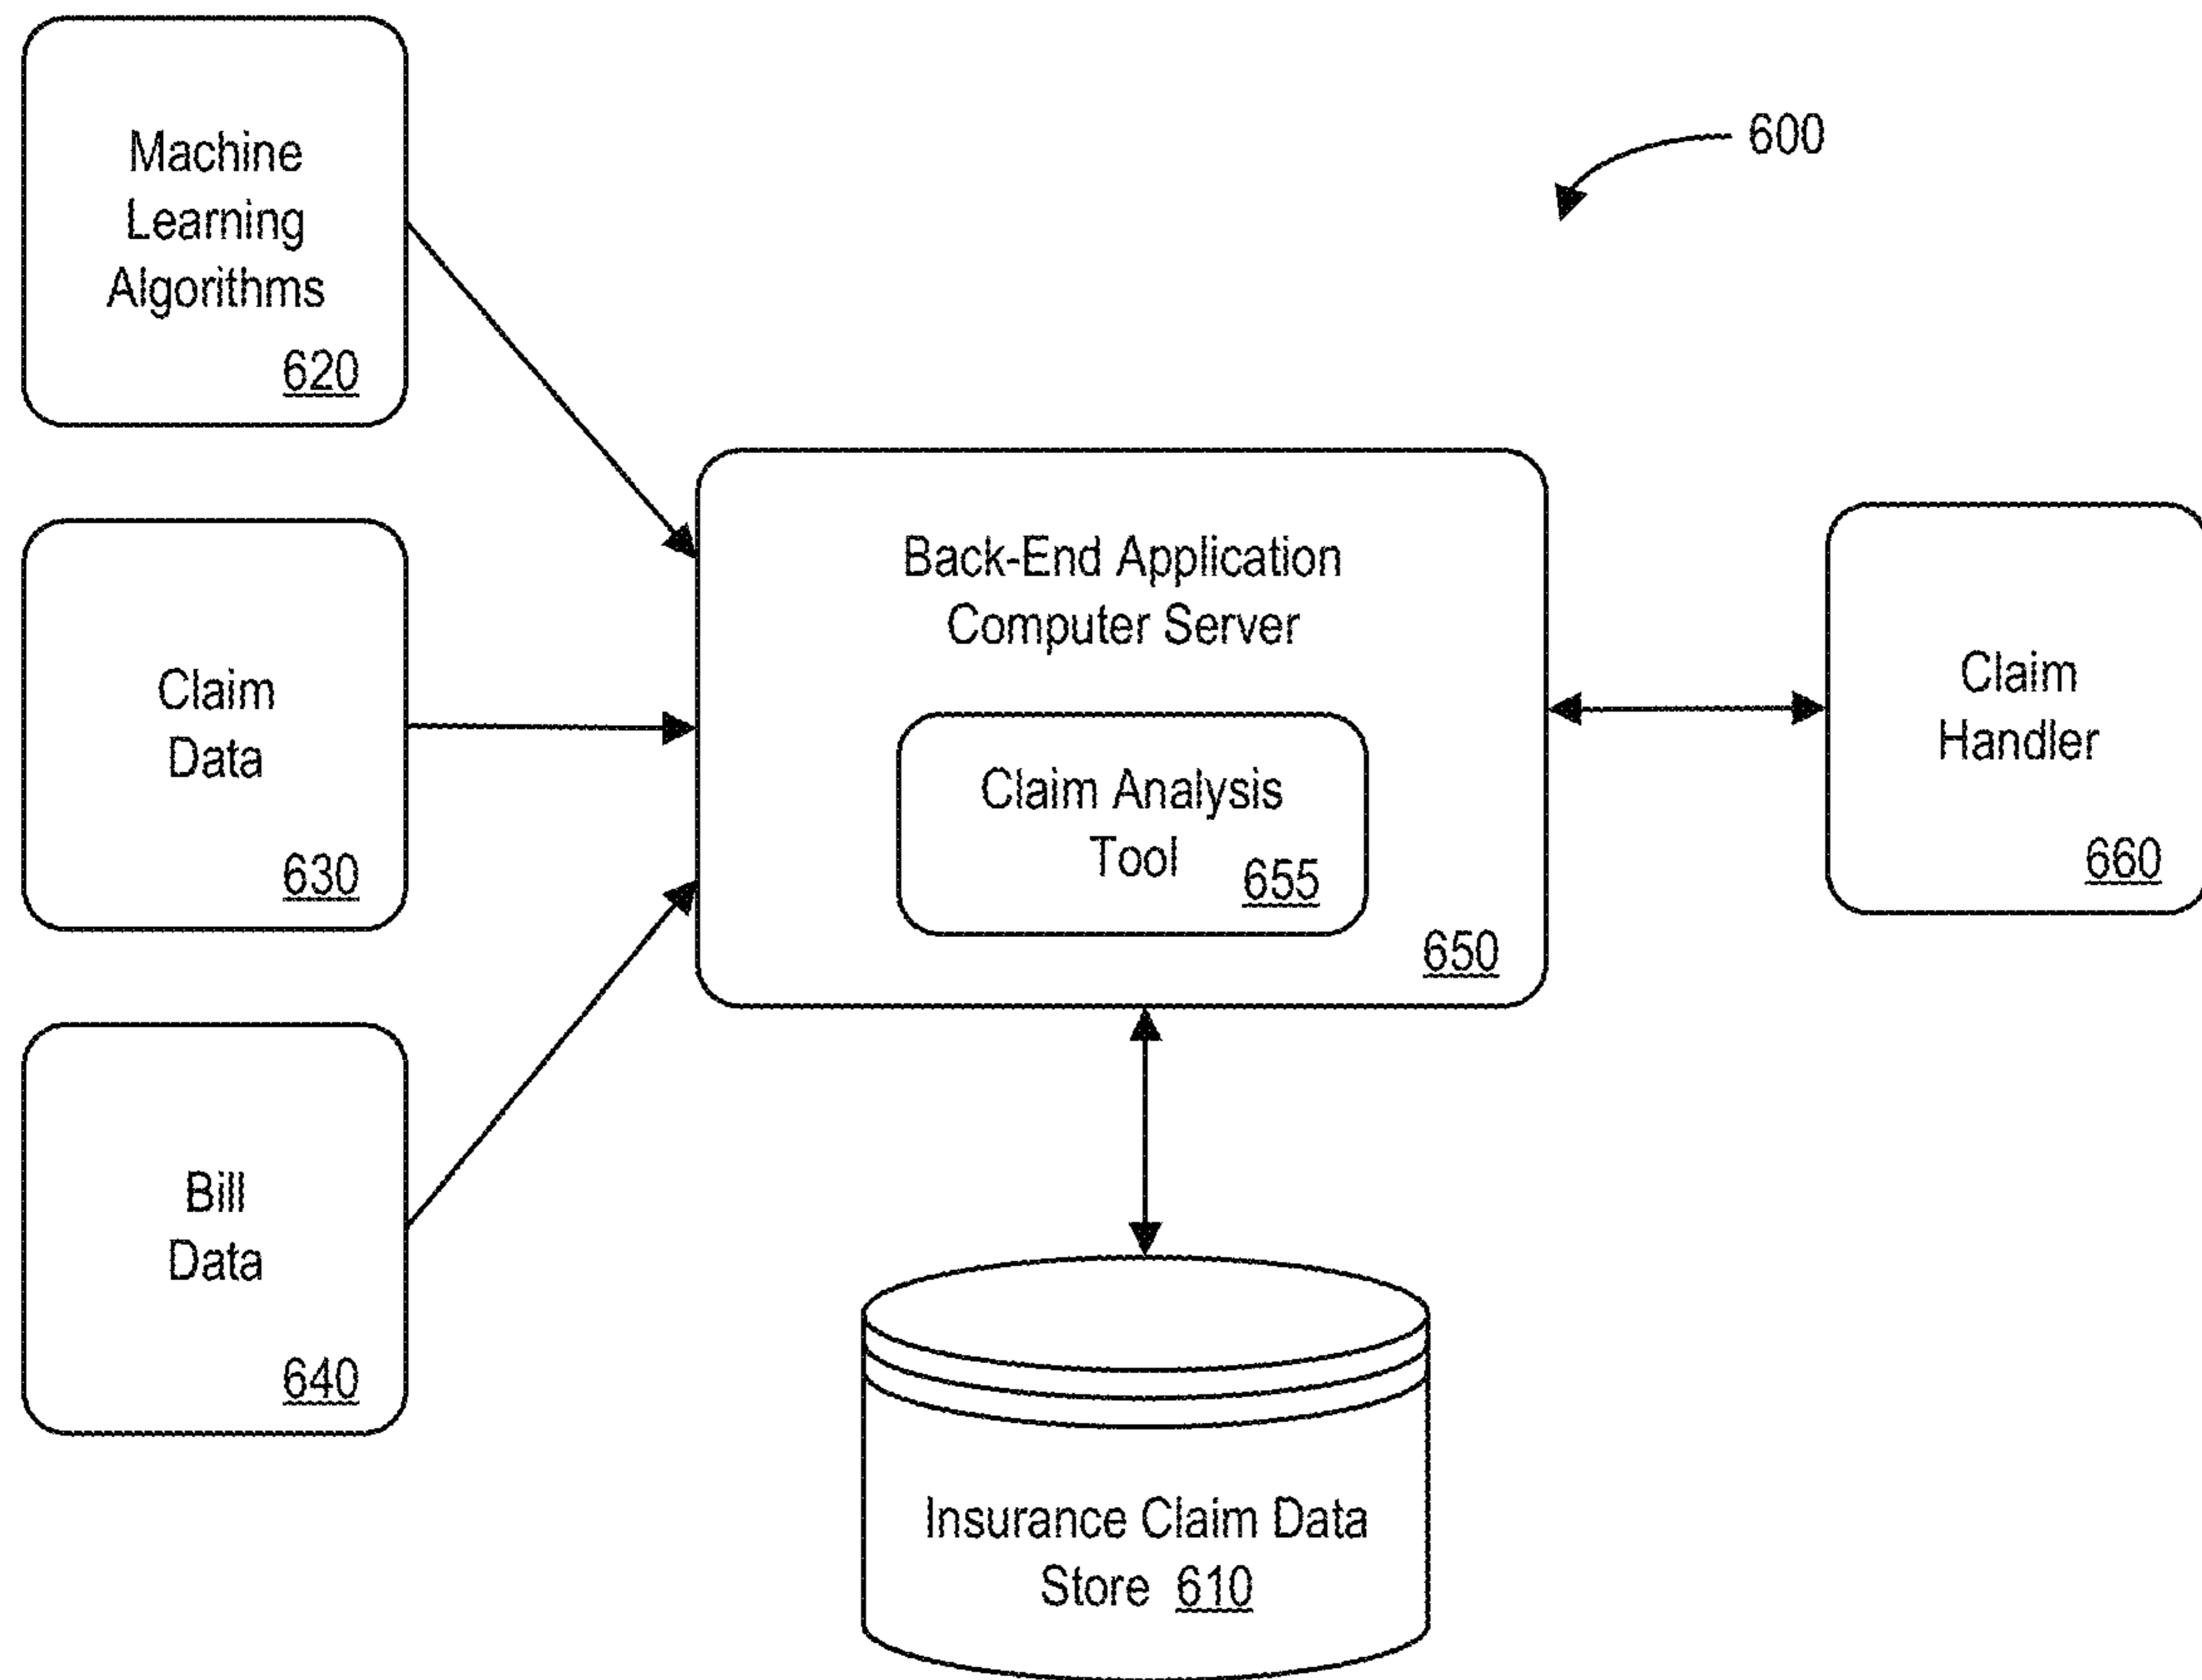 Machine
Learning
Algorithms
620
600
Claim
Data
630
Back-End Application
Computer Server
Claim Analysis
Tool 655
650
Claim
Handler
660
Bill
Data
640
Insurance Claim Data
Store 610